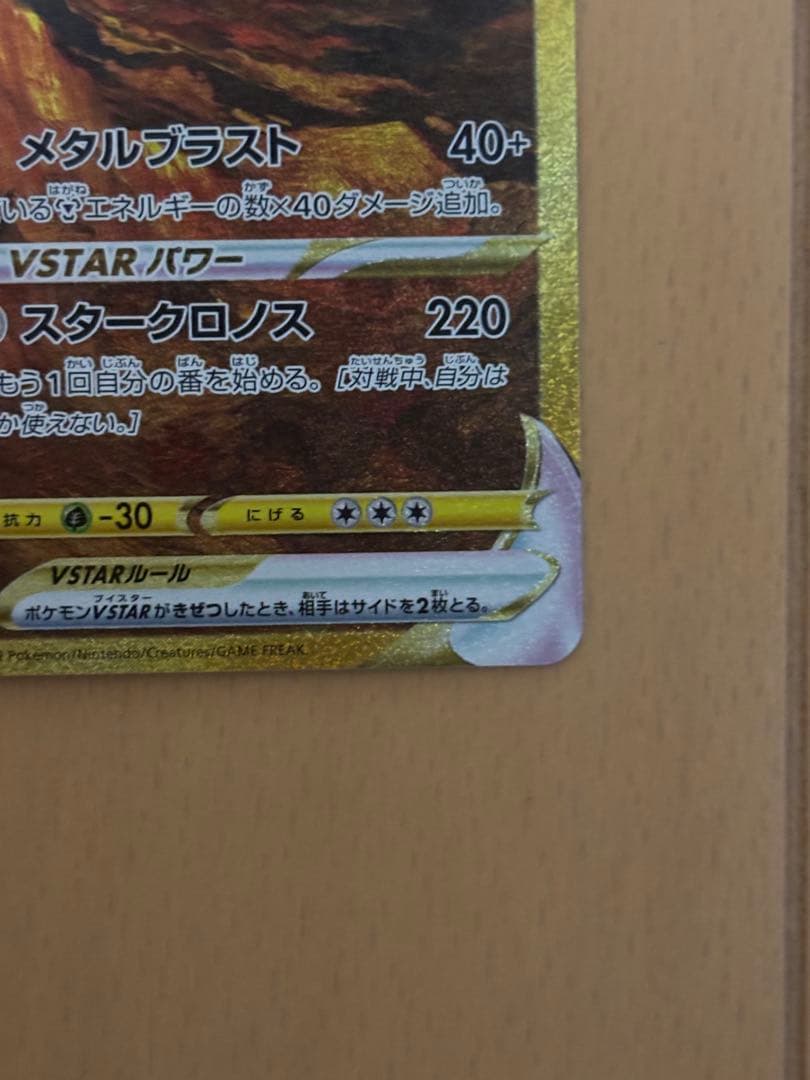 メタルブラスト 40+
いるエネルギーの数×40ダメージ追加。
VSTARパワー
スタークロノス 220
もう1回自分の番を始める。[対戦中、自分は
か使えない。]
抗力 -30 にげる
VSTARルール
ポケモンVSTARがきぜつしたとき、相手はサイドを2枚とる。
Pokémon/Nintendo/Creatures/GAME FREAK